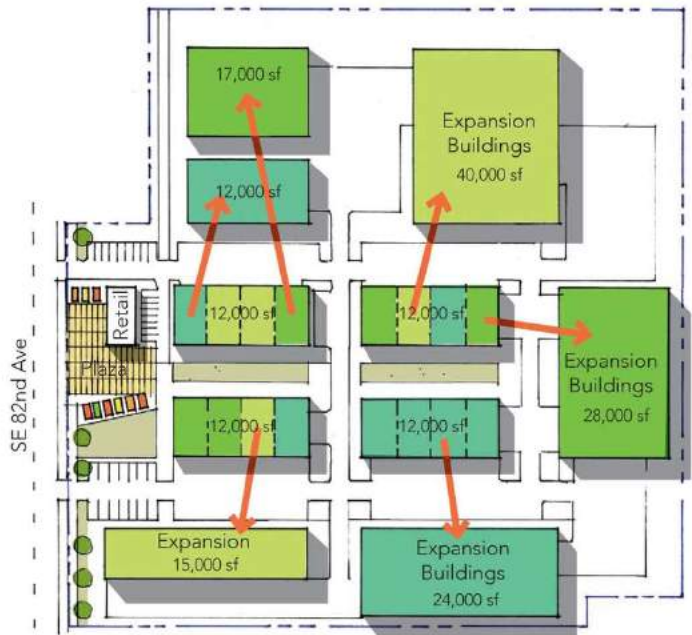 17,000 sf
Expansion
Buildings
40,000 sf
12,000 sf
12,000 sf
12,000 sf
Retail
Plaza
SE 82nd Ave
Expansion
Buildings
28,000 sf
12,000 sf
12,000 sf
Expansion
15,000 sf
Expansion
Buildings
24,000 sf